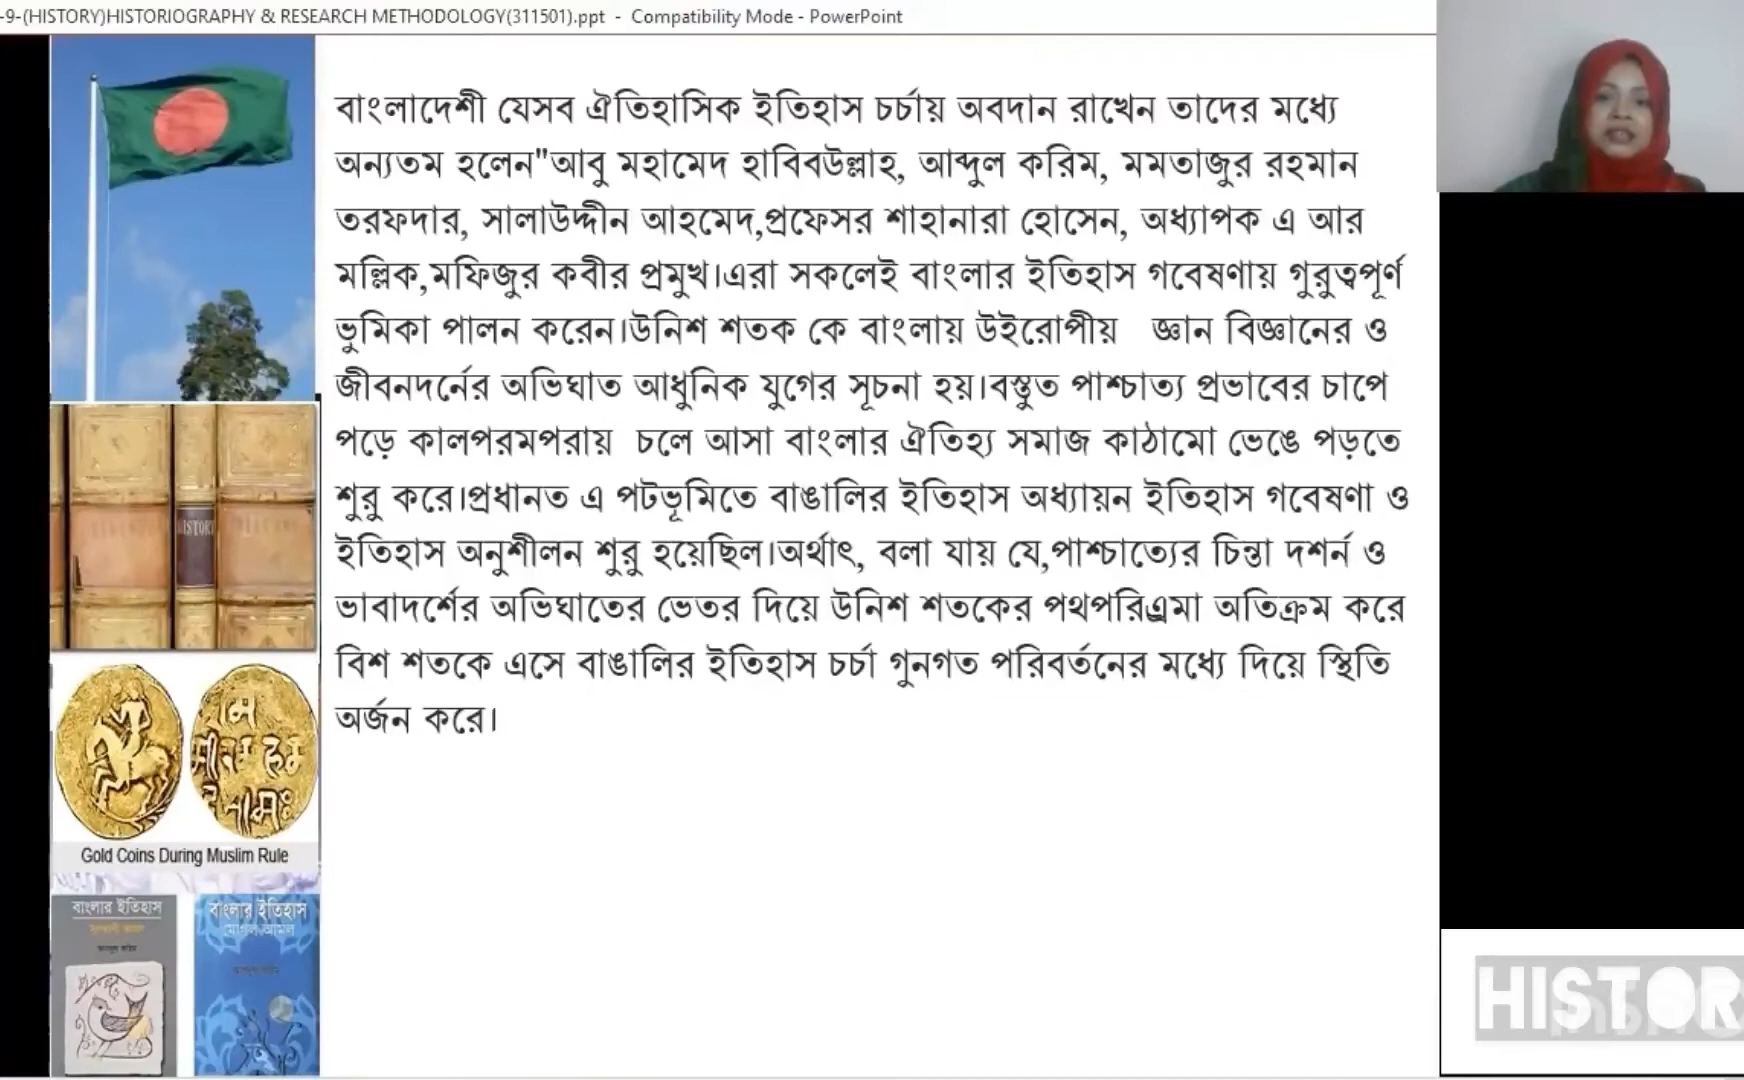 -9-(HISTORY)HISTORIOGRAPHY & RESEARCH METHODOLOGY(311501).ppt - Compatibility Mode - PowerPoint
বাংলাদেশী যেসব ঐতিহাসিক ইতিহাস চর্চায় অবদান রাখেন তাদের মধ্যে
অন্যতম হলেন"আবু মহামেদ হাবিবউল্লাহ, আব্দুল করিম, মমতাজুর রহমান
তরফদার, সালাউদ্দীন আহমেদ,প্রফেসর শাহানারা হোসেন, অধ্যাপক এ আর
মল্লিক,মফিজুর কবীর প্রমুখ।এরা সকলেই বাংলার ইতিহাস গবেষণায় গুরুত্বপূর্ণ
ভুমিকা পালন করেন।উনিশ শতক কে বাংলায় উইরোপীয় জ্ঞান বিজ্ঞানের ও
জীবনদর্নের অভিঘাত আধুনিক যুগের সূচনা হয়।বস্তুত পাশ্চাত্য প্রভাবের চাপে
পড়ে কালপরমপরায় চলে আসা বাংলার ঐতিহ্য সমাজ কাঠামো ভেঙে পড়তে
শুরু করে।প্রধানত এ পটভূমিতে বাঙালির ইতিহাস অধ্যায়ন ইতিহাস গবেষণা ও
ইতিহাস অনুশীলন শুরু হয়েছিল।অর্থাৎ, বলা যায় যে,পাশ্চাত্যের চিন্তা দশর্ন ও
ভাবাদর্শের অভিঘাতের ভেতর দিয়ে উনিশ শতকের অতিক্রম করে
বিশ শতকে এসে বাঙালির ইতিহাস চর্চা গুনগত পরিবর্তনের মধ্যে দিয়ে স্থিতি
অর্জন করে।
HISTORY
Gold Coins During Muslim Rule
বাংলার ইতিহাস
বাংলার ইতিহাস
মোগল আমল
HISTOR